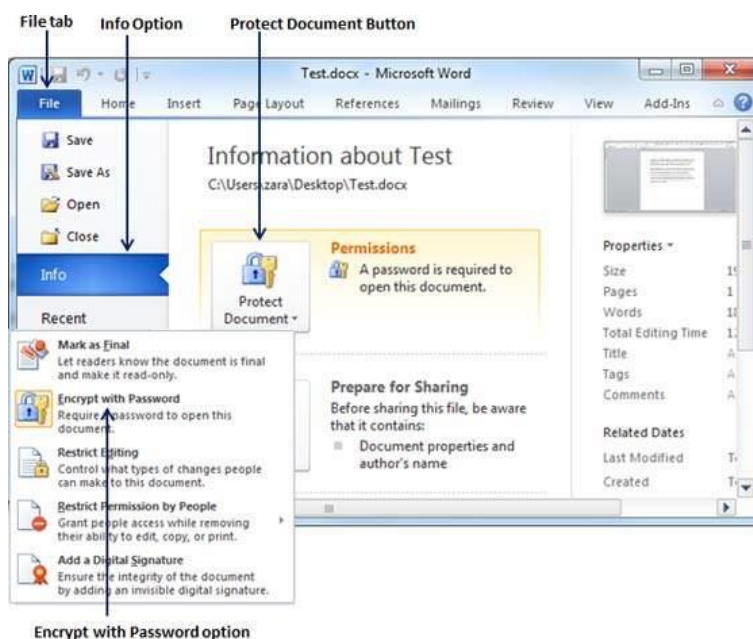 File tab
Info Option
Protect Document Button
W
Test.docx - Microsoft Word
File
Home
Insert
Page Layout
References
Mailings
Review
View
Add-Ins
Save
Save As
Open
Close
Info
Recent
Information about Test
C:\Users\zara\Desktop\Test.docx
Protect
Document
Permissions
A password is required to
open this document.
Prepare for Sharing
Before sharing this file, be aware
that it contains:
Document properties and
author's name
Properties
Size
Pages 1
Words
Total Editing Time
Title
Tags
Comments
Related Dates
Last Modified
Created
Mark as Final
Let readers know the document is final
and make it read-only.
Encrypt with Password
Require a password to open this
document.
Restrict Editing
Control what types of changes people
can make to this document.
Restrict Permission by People
Grant people access while removing
their ability to edit, copy, or print.
Add a Digital Signature
Ensure the integrity of the document
by adding an invisible digital signature.
Encrypt with Password option